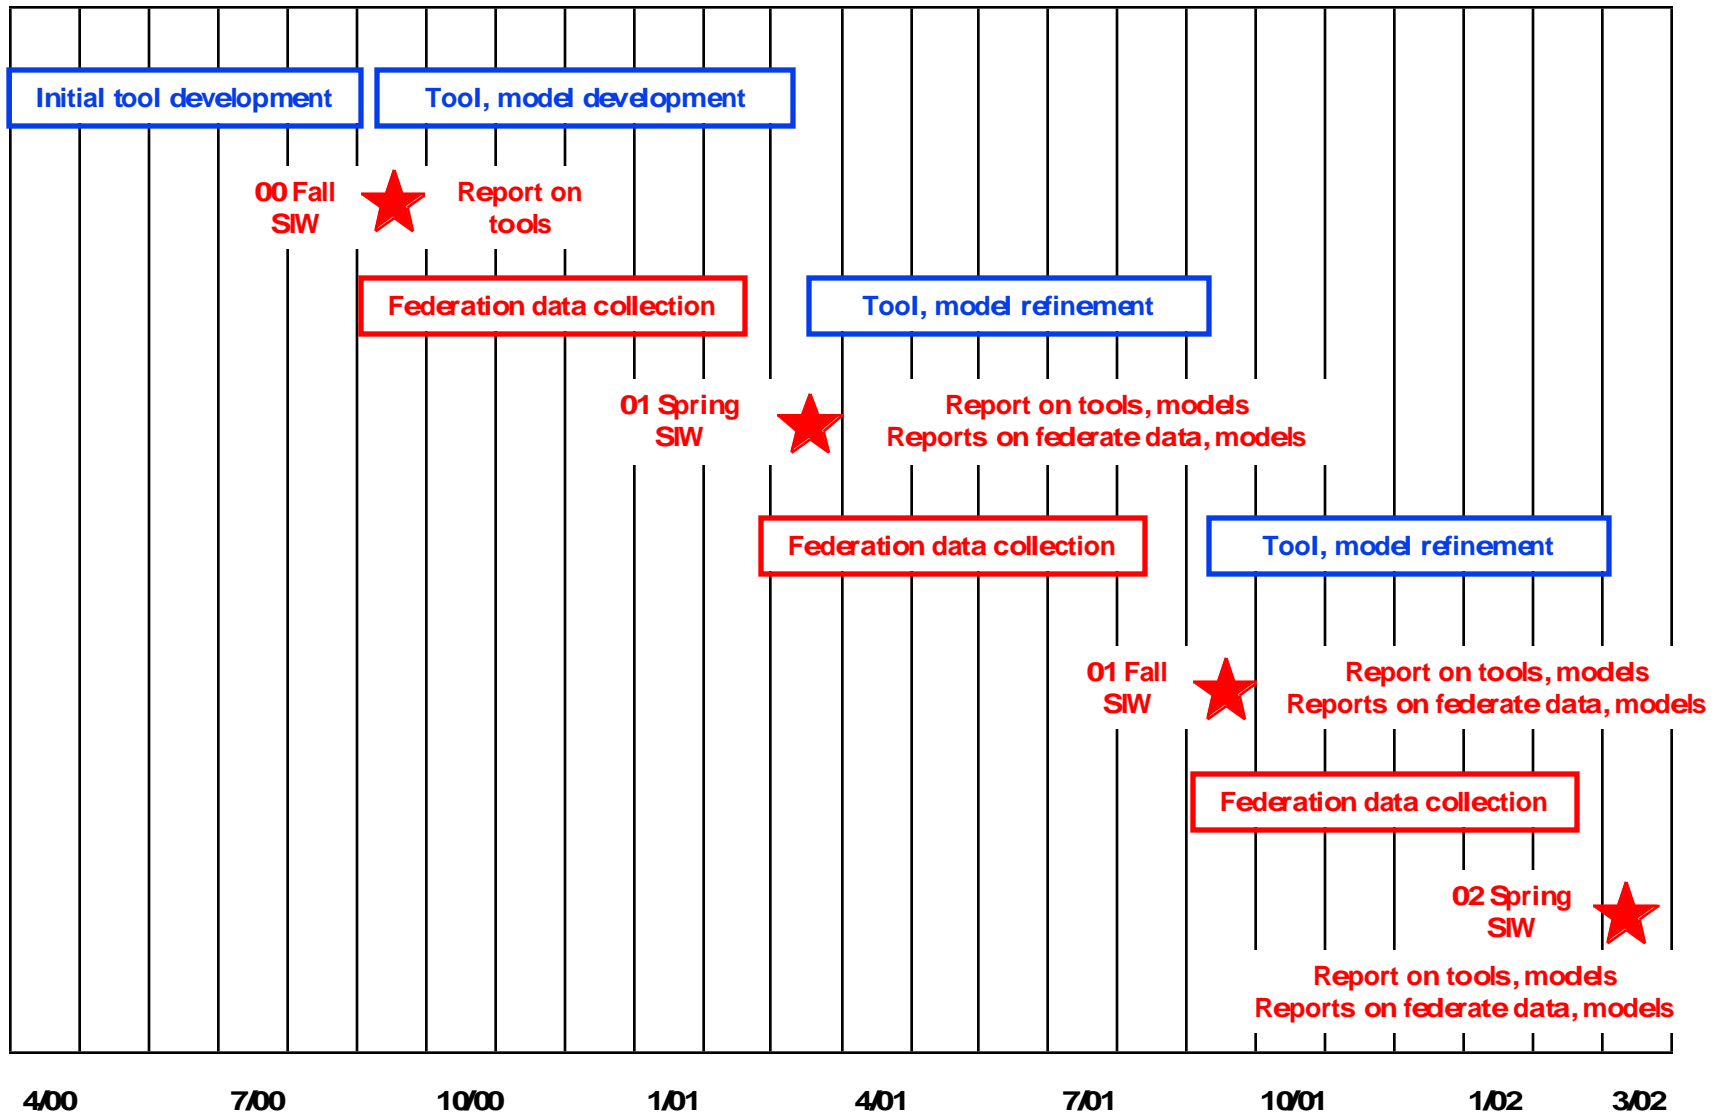 Initial tool development
Tool, model development
00 Fall
SIW
Report on
tools
Federation data collection
Tool, model refinement
01 Spring
SIW
Report on tools, models
Reports on federate data, models
Federation data collection
Tool, model refinement
01 Fall
SIW
Report on tools, models
Reports on federate data, models
Federation data collection
02 Spring
SIW
Report on tools, models
Reports on federate data, models
4/00 7/00 10/00 1/01 4/01 7/01 10/01 1/02 3/02